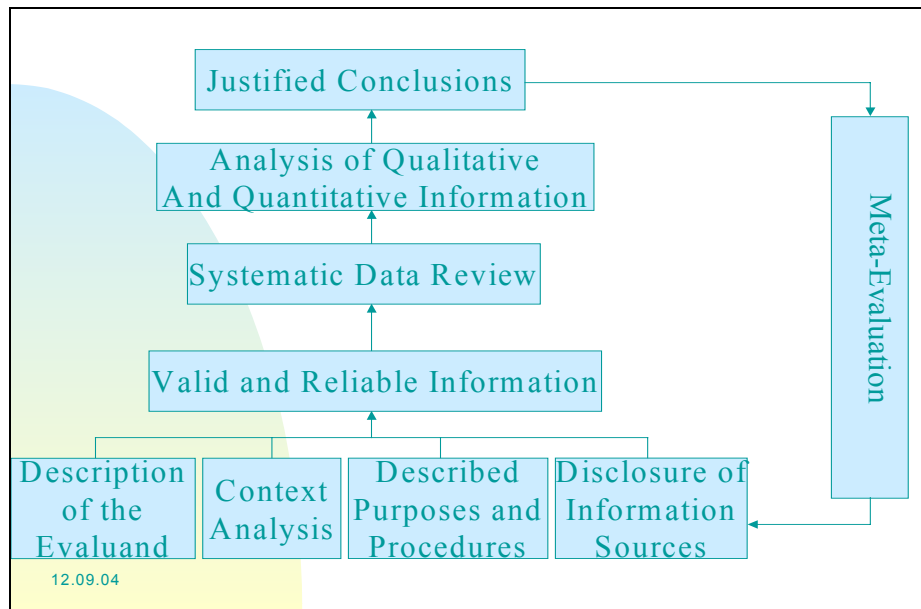 Justified Conclusions
Analysis of Qualitative
And Quantitative Information
Systematic Data Review
Valid and Reliable Information
Description
of the
Evaluand
Context
Analysis
Described
Purposes and
Procedures
Disclosure of
Information
Sources
Meta-Evaluation
12.09.04